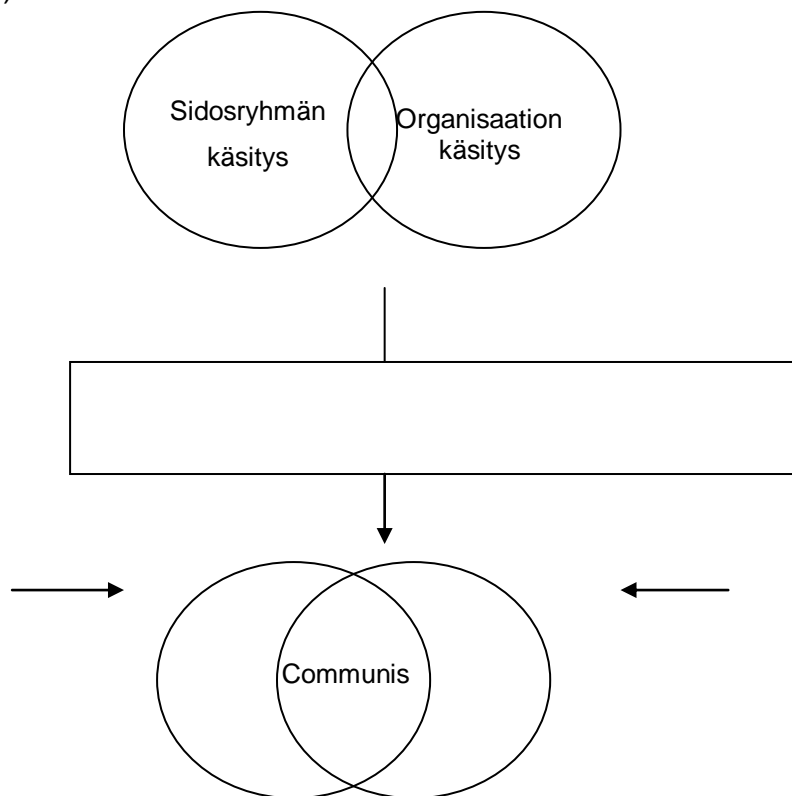 )
Sidosryhmän
käsitys
Organisaation
käsitys
Communis